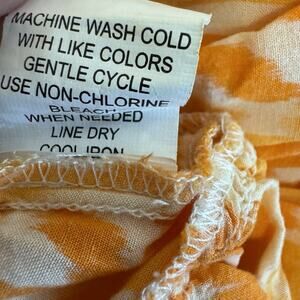 MACHINE WASH COLD
WITH LIKE COLORS
GENTLE CYCLE
USE NON-CHLORINE
BLEACH
WHEN NEEDED
LINE DRY
COOL IRON